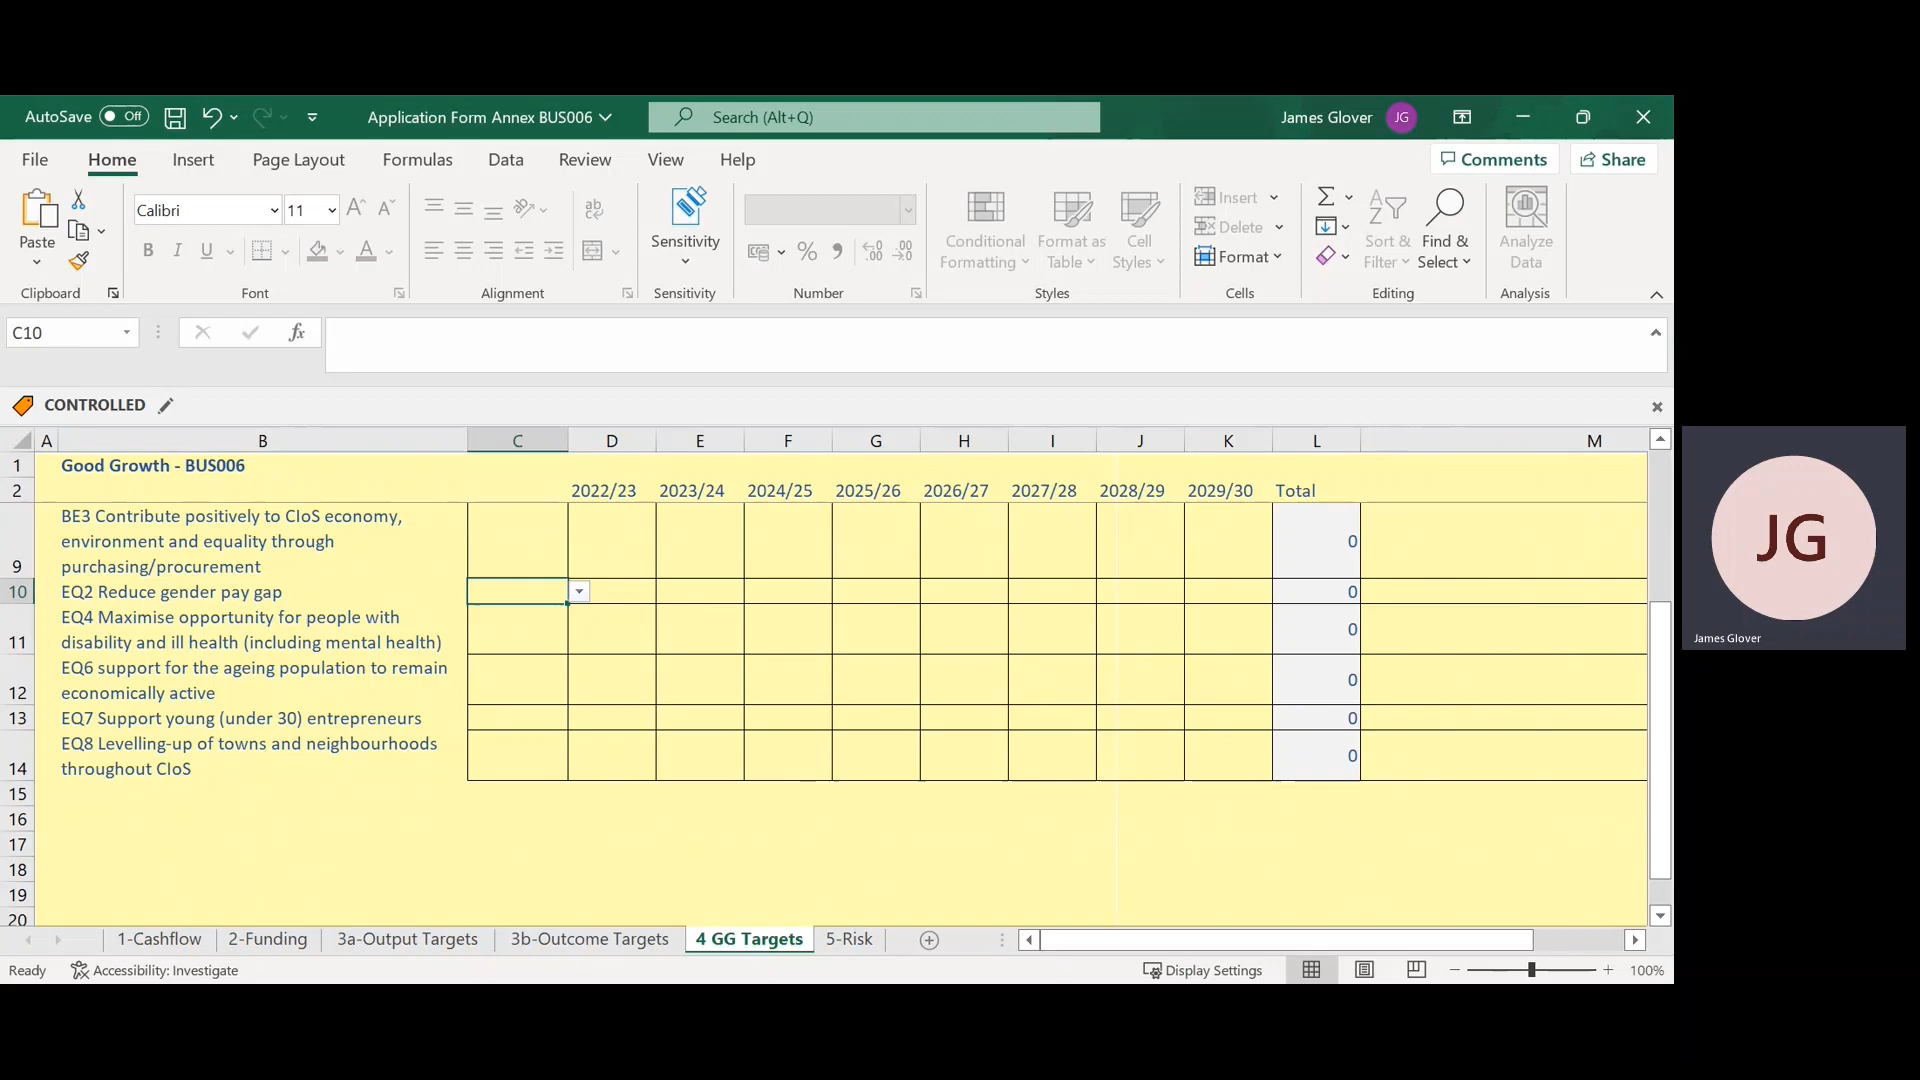 AutoSave Off Application Form Annex BUS006 Search (Alt+Q) James Glover JG
File Home Insert Page Layout Formulas Data Review View Help Comments Share
Calibri 11 A A Insert
Paste B I U A ab c % 9 .00 .00 Sensitivity Conditional Formatting Format as Table Cell Styles Delete Sort & Filter Find & Select Analyze Data
Format
Clipboard Font Alignment Sensitivity Number Styles Cells Editing Analysis
C10 fx
CONTROLLED
A B C D E F G H I J K L M
1 Good Growth - BUS006
2 2022/23 2023/24 2024/25 2025/26 2026/27 2027/28 2028/29 2029/30 Total
BE3 Contribute positively to CIoS economy,
environment and equality through 0
9 purchasing/procurement
10 EQ2 Reduce gender pay gap 0
EQ4 Maximise opportunity for people with 0
11 disability and ill health (including mental health)
EQ6 support for the ageing population to remain 0
12 economically active
13 EQ7 Support young (under 30) entrepreneurs 0
EQ8 Levelling-up of towns and neighbourhoods 0
14 throughout CIoS
15
16
17
18
19
20
1-Cashflow 2-Funding 3a-Output Targets 3b-Outcome Targets 4 GG Targets 5-Risk
Ready Accessibility: Investigate Display Settings 100%
JG
James Glover